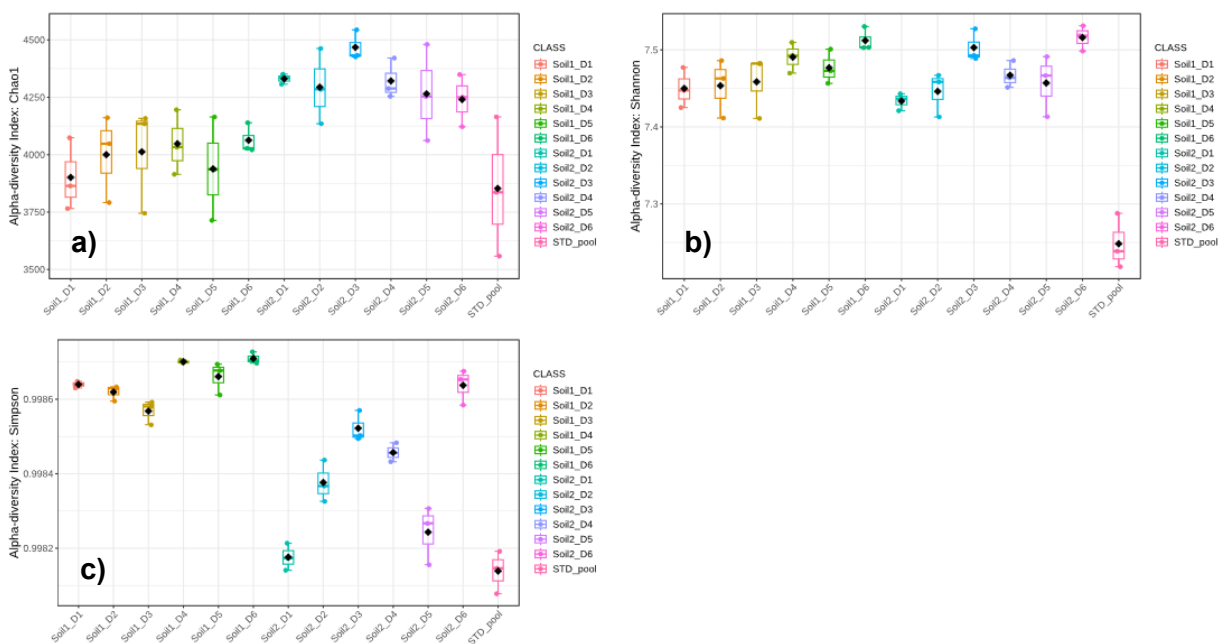 Alpha-diversity Index: Chao1
4500
4250
4000
3750
3500
a)
Soil1_D1
Soil1_D2
Soil1_D3
Soil1_D4
Soil1_D5
Soil1_D6
Soil2_D1
Soil2_D2
Soil2_D3
Soil2_D4
Soil2_D5
Soil2_D6
STD_pool
CLASS
Soil1_D1
Soil1_D2
Soil1_D3
Soil1_D4
Soil1_D5
Soil1_D6
Soil2_D1
Soil2_D2
Soil2_D3
Soil2_D4
Soil2_D5
Soil2_D6
STD_pool
Alpha-diversity Index: Shannon
7.5
7.4
7.3
b)
Soil1_D1
Soil1_D2
Soil1_D3
Soil1_D4
Soil1_D5
Soil1_D6
Soil2_D1
Soil2_D2
Soil2_D3
Soil2_D4
Soil2_D5
Soil2_D6
STD_pool
CLASS
Soil1_D1
Soil1_D2
Soil1_D3
Soil1_D4
Soil1_D5
Soil1_D6
Soil2_D1
Soil2_D2
Soil2_D3
Soil2_D4
Soil2_D5
Soil2_D6
STD_pool
Alpha-diversity Index: Simpson
0.9986
0.9984
0.9982
c)
Soil1_D1
Soil1_D2
Soil1_D3
Soil1_D4
Soil1_D5
Soil1_D6
Soil2_D1
Soil2_D2
Soil2_D3
Soil2_D4
Soil2_D5
Soil2_D6
STD_pool
CLASS
Soil1_D1
Soil1_D2
Soil1_D3
Soil1_D4
Soil1_D5
Soil1_D6
Soil2_D1
Soil2_D2
Soil2_D3
Soil2_D4
Soil2_D5
Soil2_D6
STD_pool